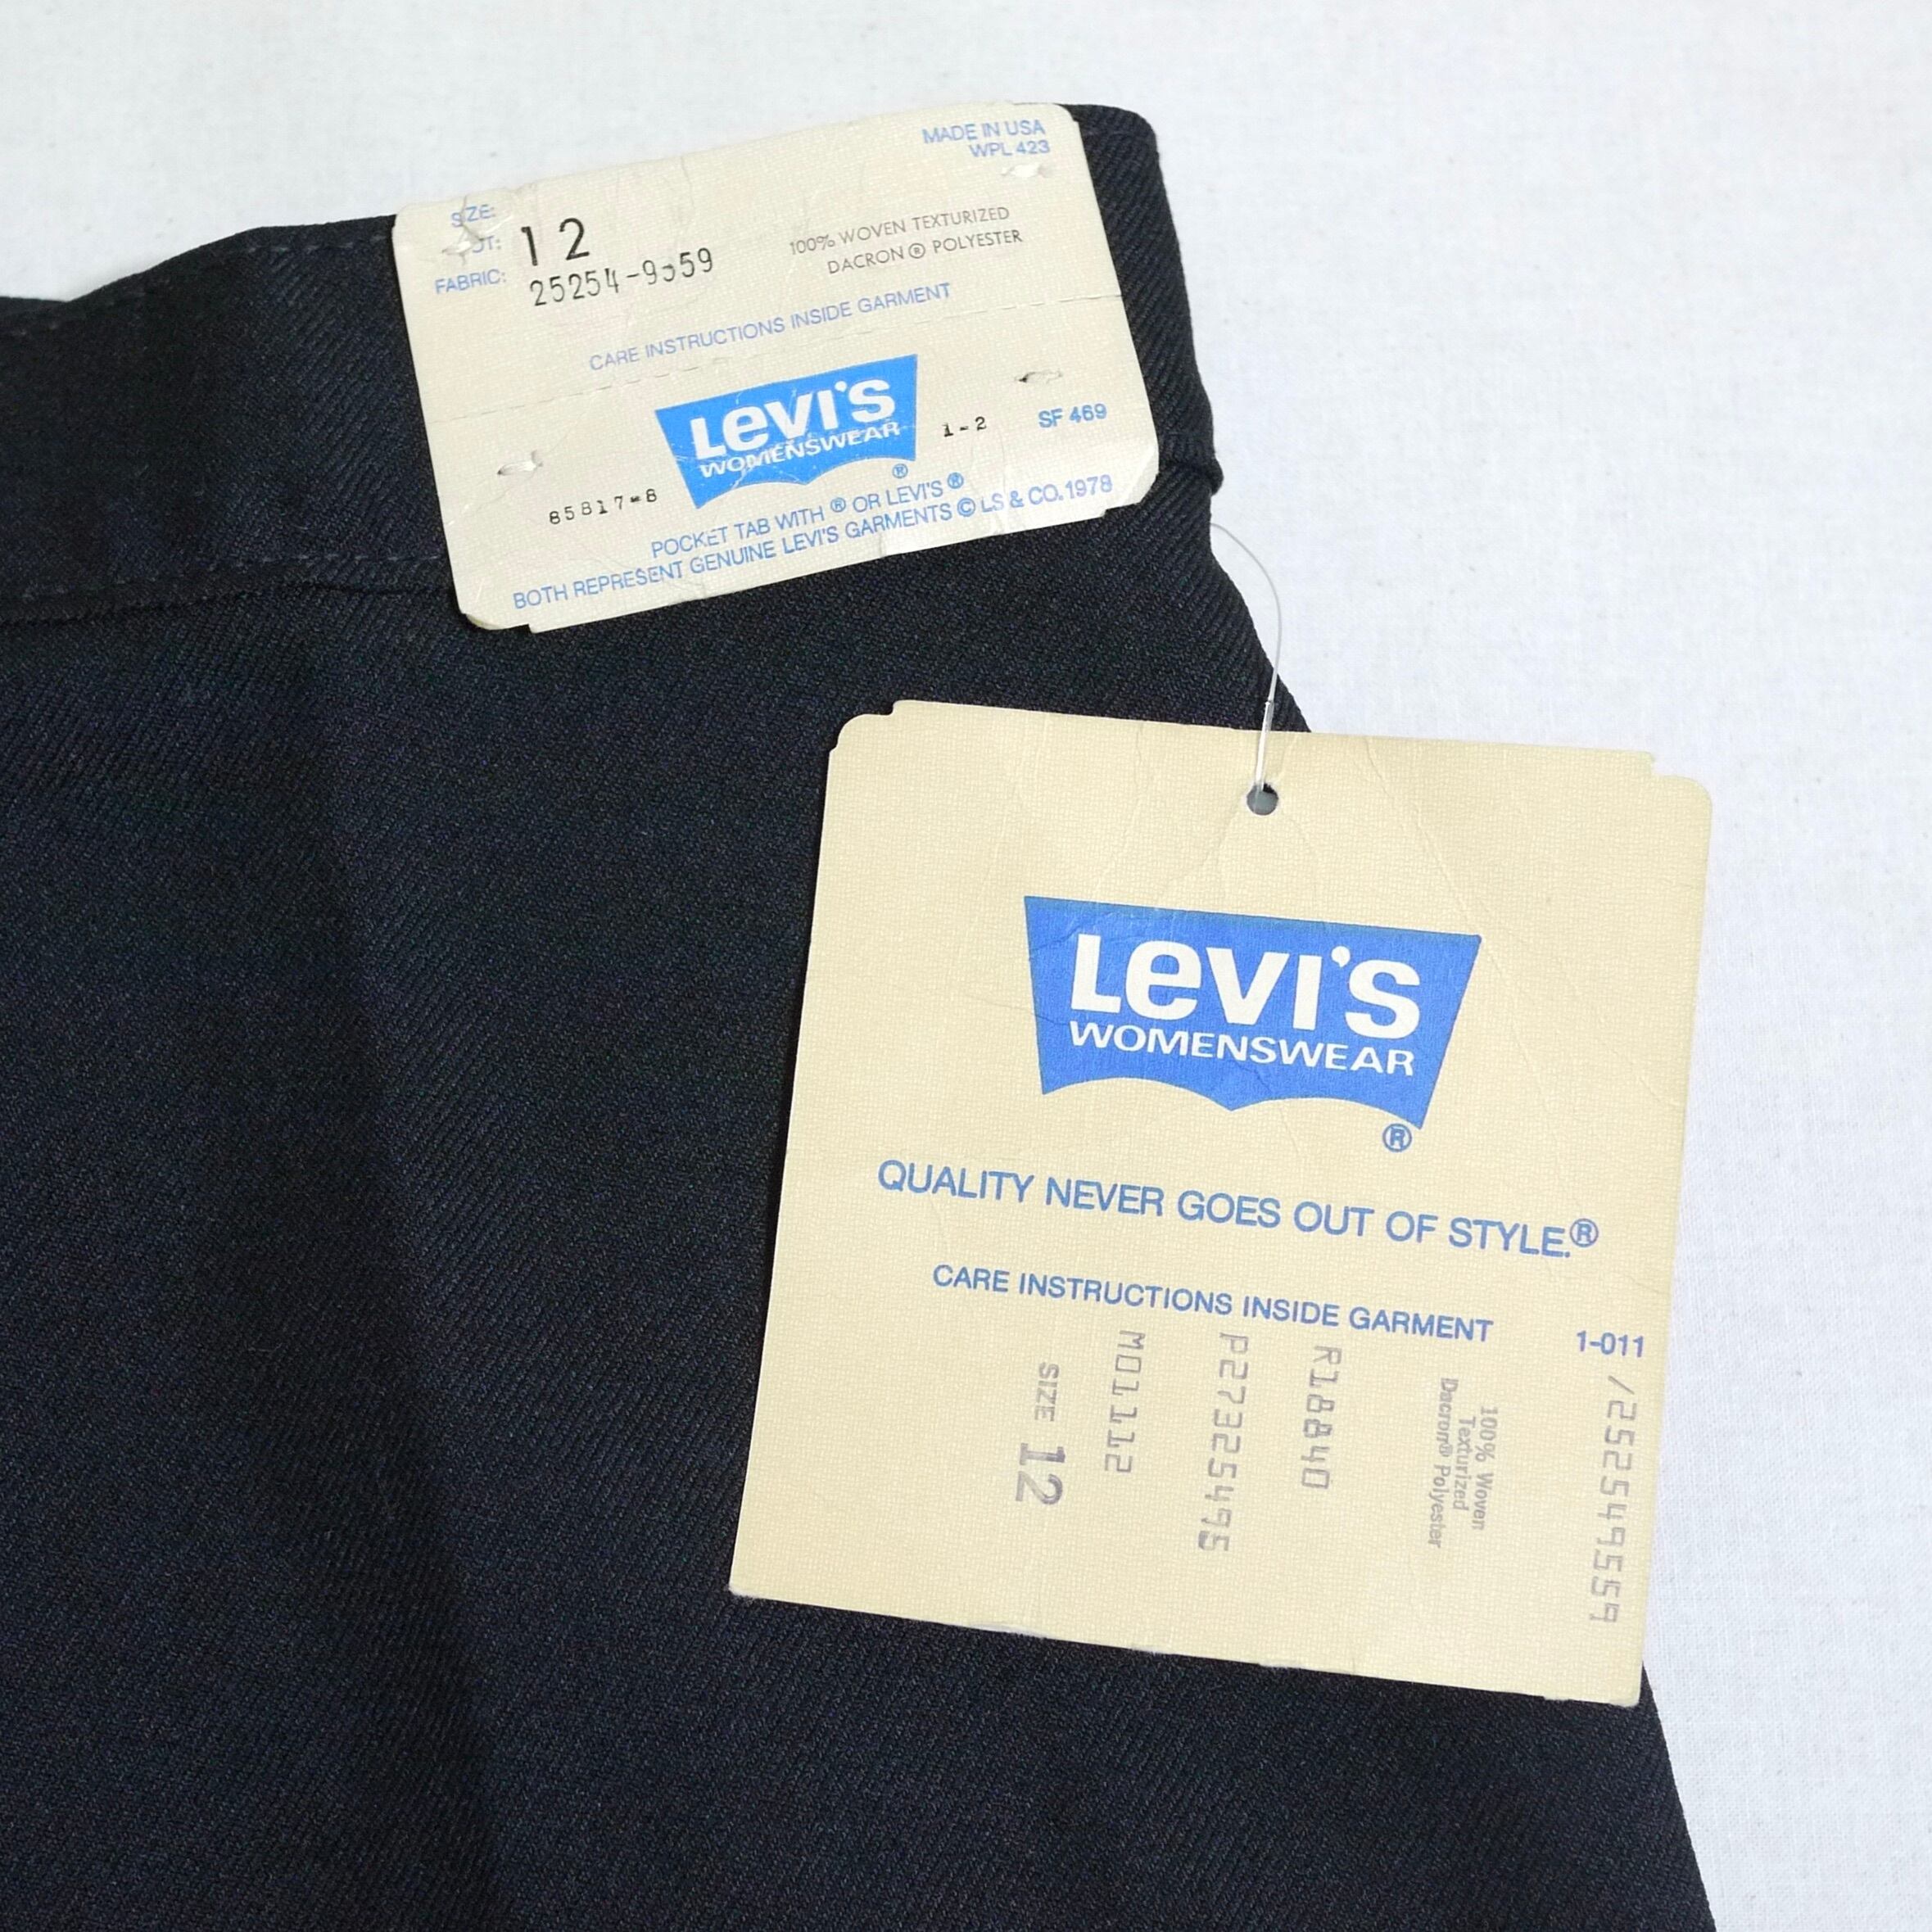 MADE IN USA
WPL 423
SIZE:
12
FABRIC:
25254-9559
100% WOVEN TEXTURIZED
DACRON ® POLYESTER
CARE INSTRUCTIONS INSIDE GARMENT
LEVI'S
WOMENSWEAR
®
85817-8
1-2
SF 469
POCKET TAB WITH ® OR LEVI'S ®
BOTH REPRESENT GENUINE LEVI'S GARMENTS © LS & CO. 1978
LEVI'S
WOMENSWEAR
®
QUALITY NEVER GOES OUT OF STYLE.®
CARE INSTRUCTIONS INSIDE GARMENT
1-011
/252549559
100% Woven
Texturized
Dacron® Polyester
R18840
P27325495
M01112
SIZE 12